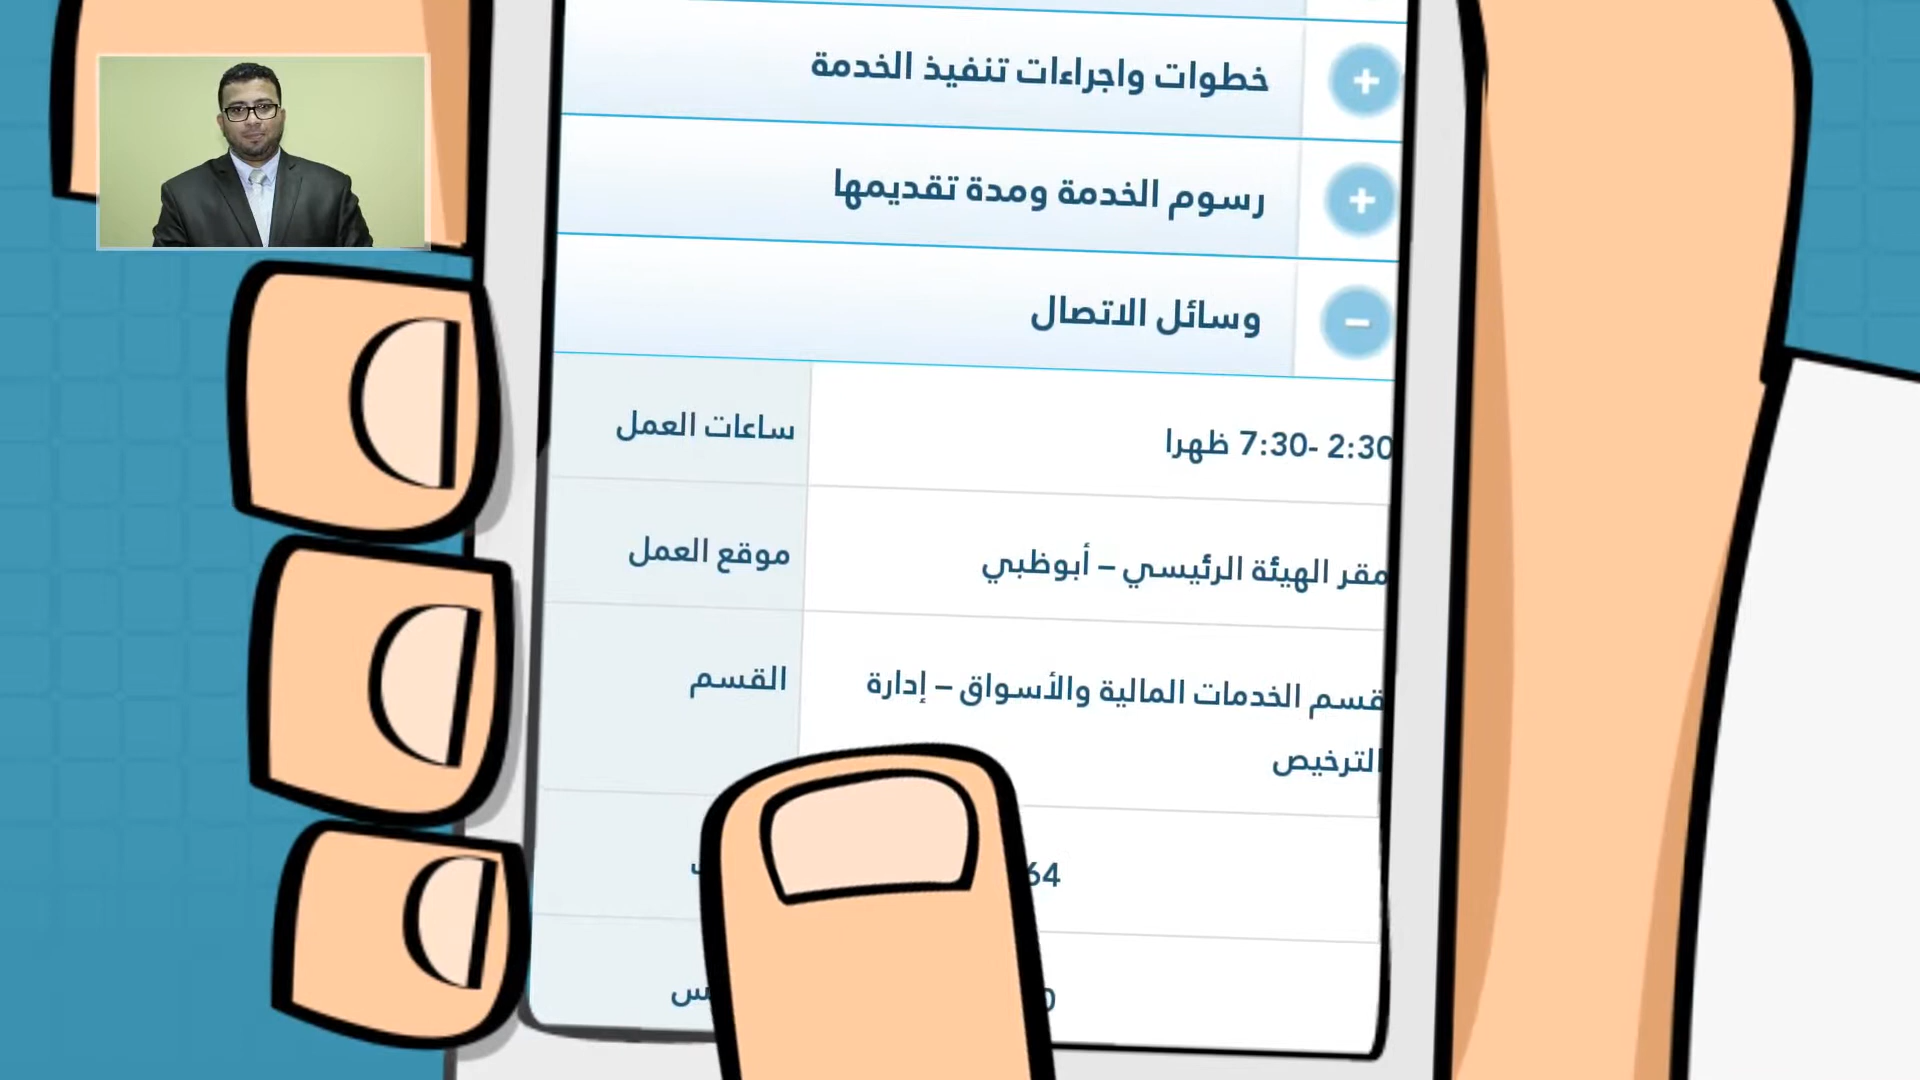 خطوات واجراءات تنفيذ الخدمة
رسوم الخدمة ومدة تقديمها
وسائل الاتصال
ساعات العمل
2:30 -7:30 ظهرا
موقع العمل
مقر الهيئة الرئيسي – أبوظبي
القسم
قسم الخدمات المالية والأسواق – إدارة
الترخيص